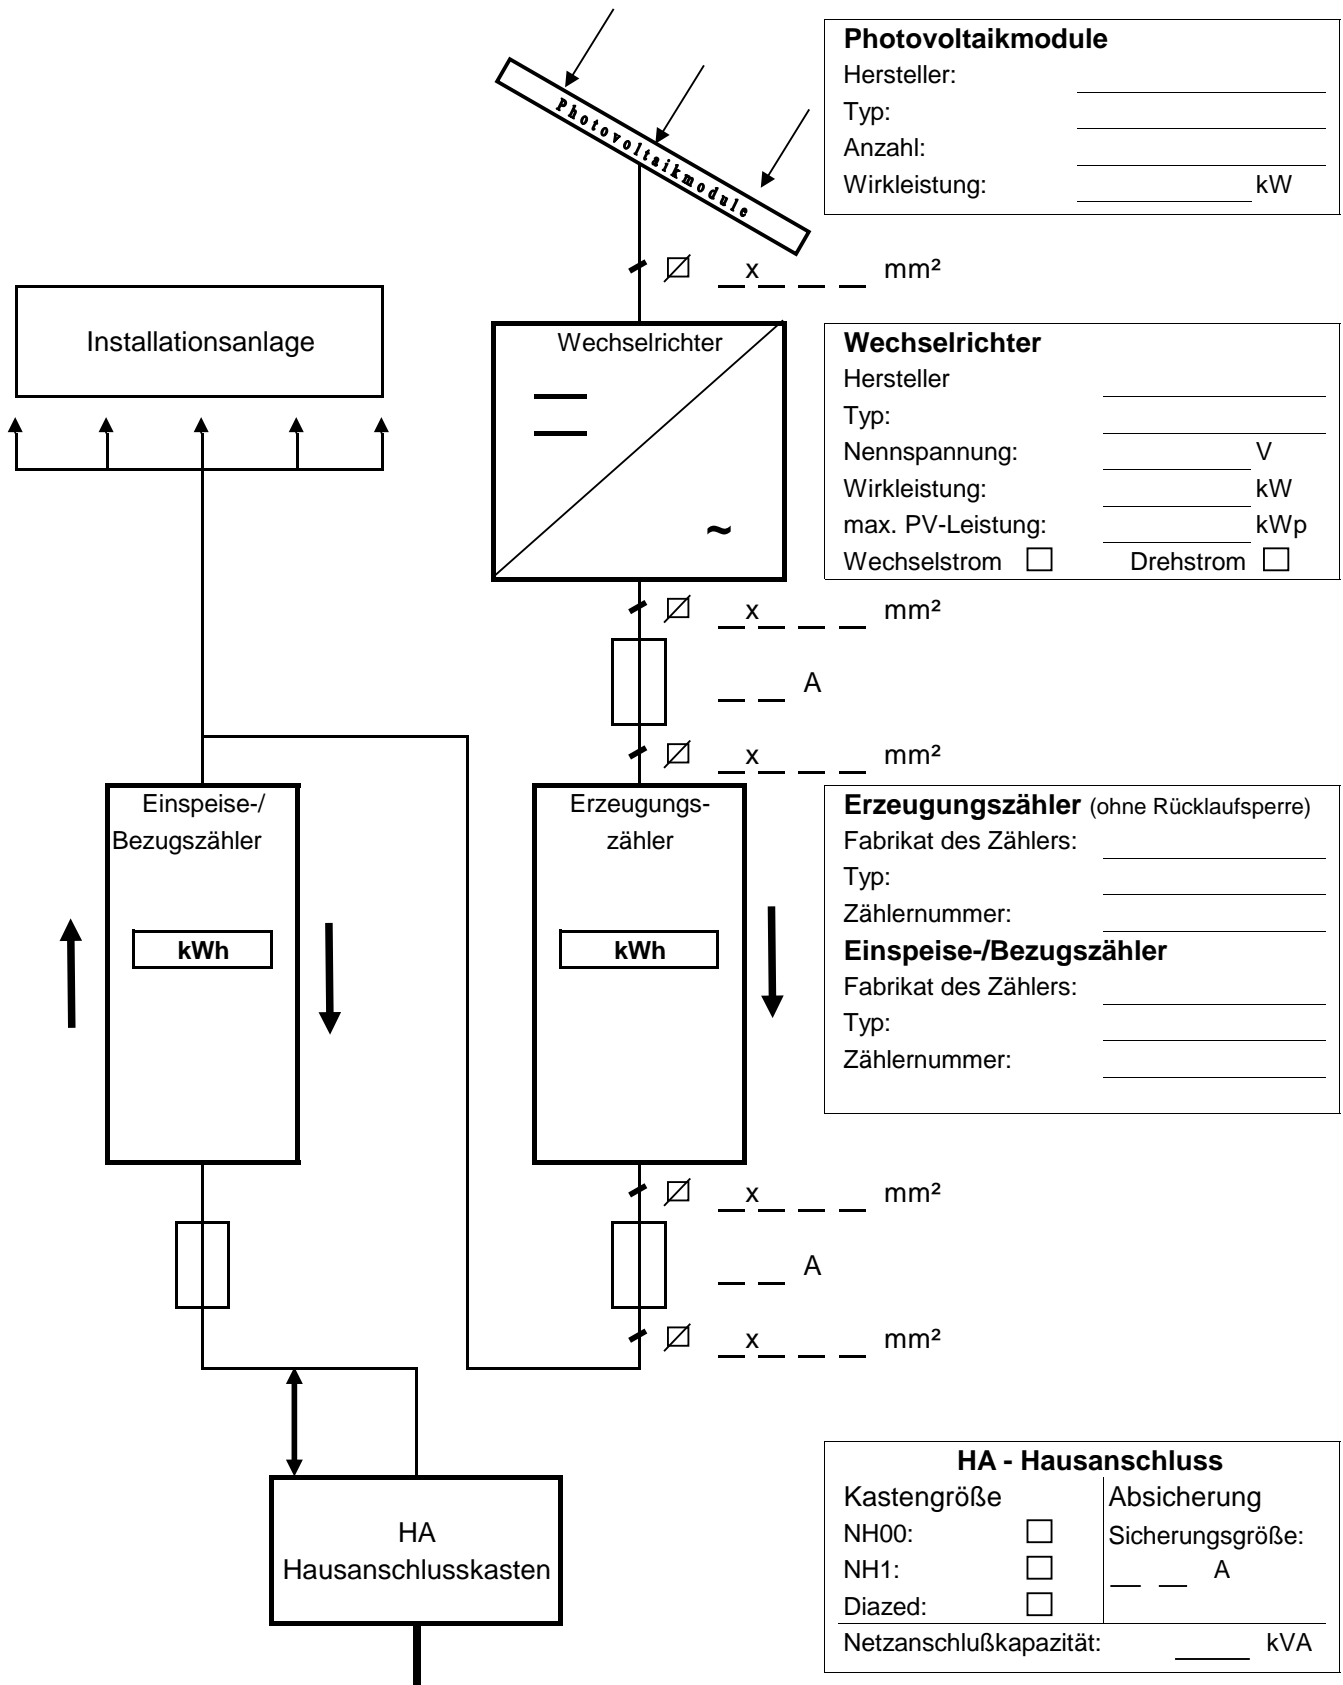 Photovoltaikmodule
Photovoltaikmodule
Hersteller:
Typ:
Anzahl:
Wirkleistung: kW
x mm²
Installationsanlage
Wechselrichter
~
Wechselrichter
Hersteller
Typ:
Nennspannung: V
Wirkleistung: kW
max. PV-Leistung: kWp
Wechselstrom Drehstrom
x mm²
A
x mm²
Einspeise-/
Bezugszähler
kWh
Erzeugungs-
zähler
kWh
Erzeugungszähler (ohne Rücklaufsperre)
Fabrikat des Zählers:
Typ:
Zählernummer:
Einspeise-/Bezugszähler
Fabrikat des Zählers:
Typ:
Zählernummer:
x mm²
A
x mm²
HA
Hausanschlusskasten
HA - Hausanschluss
Kastengröße
NH00:
NH1:
Diazed:
Absicherung
Sicherungsgröße:
A
Netzanschlußkapazität: kVA